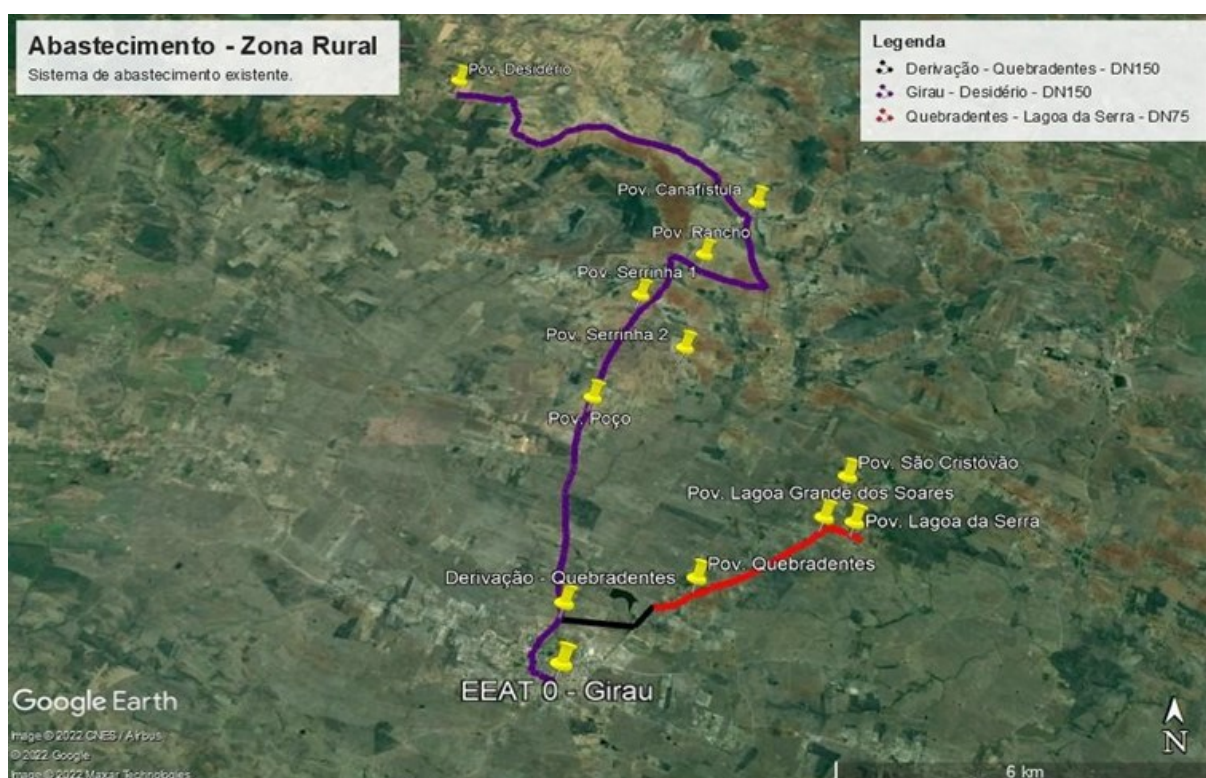 Abastecimento - Zona Rural
Sistema de abastecimento existente.
Legenda
Derivação - Quebradentes - DN150
Girau - Desidério - DN150
Quebradentes - Lagoa da Serra - DN75
Pov. Desidério
Pov. Canafístula
Pov. Rancho
Pov. Serrinha 1
Pov. Serrinha 2
Pov. Poço
Pov. São Cristóvão
Pov. Lagoa Grande dos Soares
Pov. Lagoa da Serra
Pov. Quebradentes
Derivação - Quebradentes
EEAT 0 - Girau
Google Earth
Image © 2022 CNES / Airbus
© 2022 Google
Image © 2022 Maxar Technologies
N
6 km